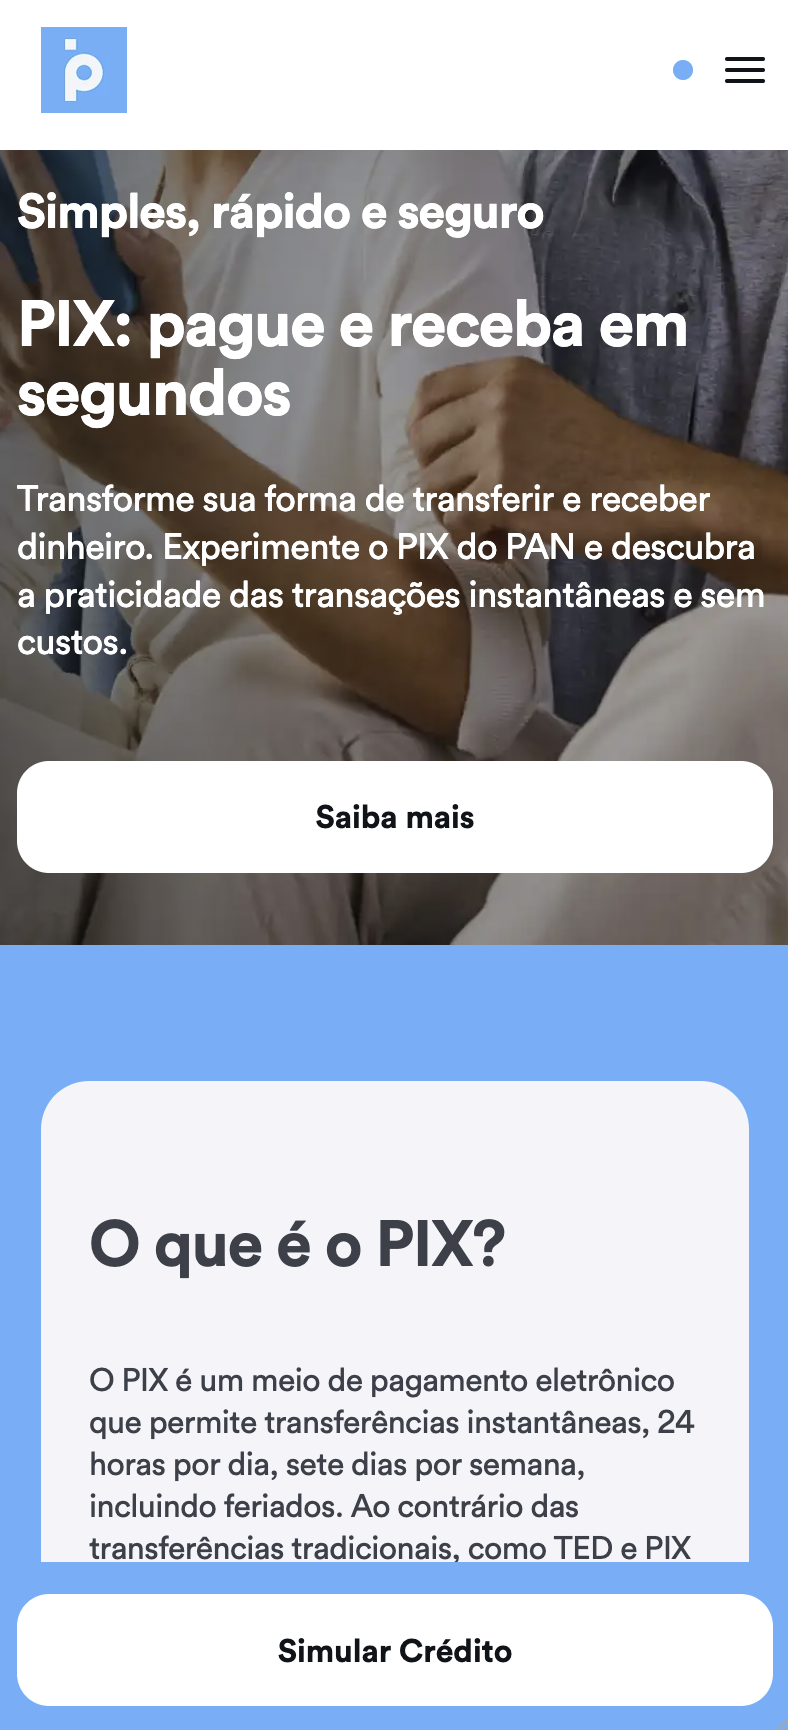 ip
Simples, rápido e seguro
PIX: pague e receba em
segundos
Transforme sua forma de transferir e receber
dinheiro. Experimente o PIX do PAN e descubra
a praticidade das transações instantâneas e sem
custos.
Saiba mais
O que é o PIX?
O PIX é um meio de pagamento eletrônico
que permite transferências instantâneas, 24
horas por dia, sete dias por semana,
incluindo feriados. Ao contrário das
transferências tradicionais, como TED e PIX
Simular Crédito